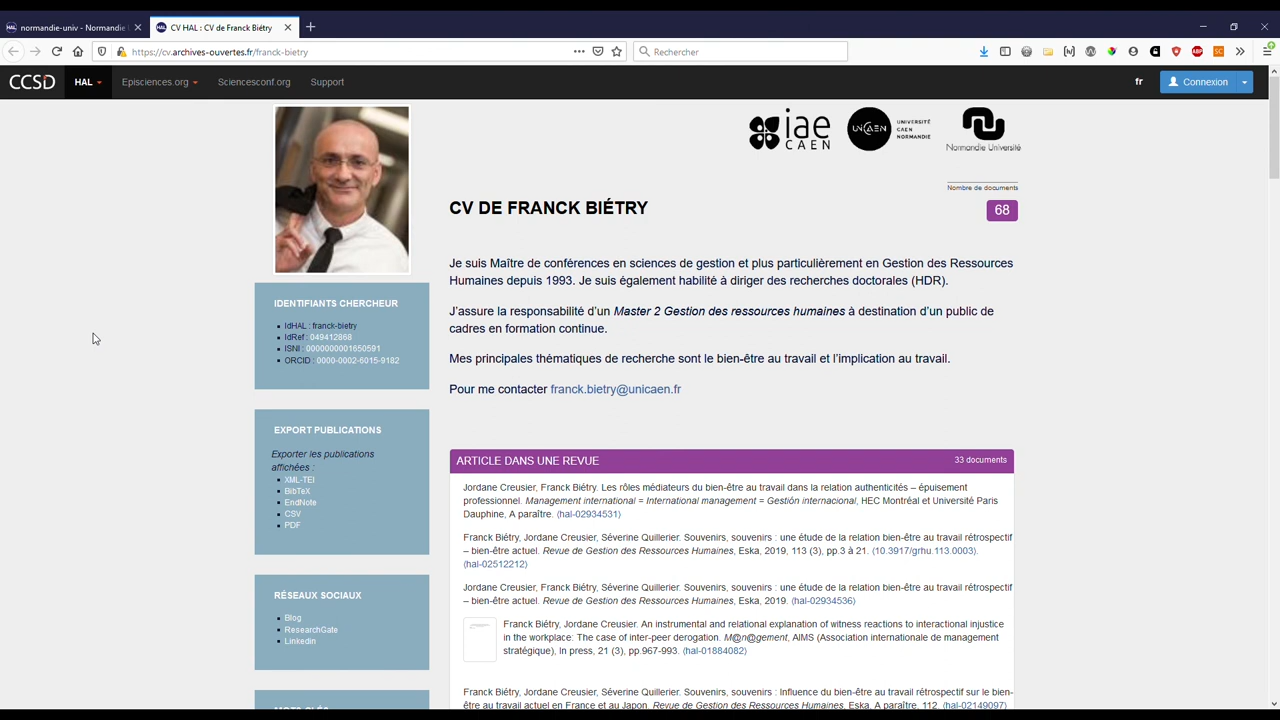 normandie-univ - Normandie
CV HAL : CV de Franck Biétry
https://cv.archives-ouvertes.fr/franck-bietry
Rechercher
CCSD
HAL
Episciences.org
Sciencesconf.org
Support
fr
Connexion
iae CAEN
UNICAEN
UNIVERSITÉ
CAEN
NORMANDIE
Normandie Université
Nombre de documents
68
CV DE FRANCK BIÉTRY
Je suis Maître de conférences en sciences de gestion et plus particulièrement en Gestion des Ressources
Humaines depuis 1993. Je suis également habilité à diriger des recherches doctorales (HDR).
J’assure la responsabilité d’un Master 2 Gestion des ressources humaines à destination d’un public de
cadres en formation continue.
Mes principales thématiques de recherche sont le bien-être au travail et l’implication au travail.
Pour me contacter franck.bietry@unicaen.fr
IDENTIFIANTS CHERCHEUR
IdHAL : franck-bietry
IdRef : 049412868
ISNI : 0000000001650591
ORCID : 0000-0002-6015-9182
EXPORT PUBLICATIONS
Exporter les publications
affichées :
XML-TEI
BibTeX
EndNote
CSV
PDF
RÉSEAUX SOCIAUX
Blog
ResearchGate
Linkedin
MOTS CLÉS
ARTICLE DANS UNE REVUE
33 documents
Jordane Creusier, Franck Biétry. Les rôles médiateurs du bien-être au travail dans la relation authenticités – épuisement
professionnel. Management international = International management = Gestión internacional, HEC Montréal et Université Paris
Dauphine, A paraître. ⟨hal-02934531⟩
Franck Biétry, Jordane Creusier, Séverine Quillerier. Souvenirs, souvenirs : une étude de la relation bien-être au travail rétrospectif
– bien-être actuel. Revue de Gestion des Ressources Humaines, Eska, 2019, 113 (3), pp.3 à 21. ⟨10.3917/grhu.113.0003⟩.
⟨hal-02512212⟩
Jordane Creusier, Franck Biétry, Séverine Quillerier. Souvenirs, souvenirs : une étude de la relation bien-être au travail rétrospectif
– bien-être actuel. Revue de Gestion des Ressources Humaines, Eska, 2019. ⟨hal-02934536⟩
Franck Biétry, Jordane Creusier. An instrumental and relational explanation of witness reactions to interactional injustice
in the workplace: The case of inter-peer derogation. M@n@gement, AIMS (Association internationale de management
stratégique), In press, 21 (3), pp.967-993. ⟨hal-01884082⟩
Franck Biétry, Jordane Creusier, Séverine Quillerier. Souvenirs, souvenirs : Influence du bien-être au travail rétrospectif sur le bien-
être au travail actuel en France et au Japon. Revue de Gestion des Ressources Humaines, Eska, A paraître, 112. ⟨hal-02149097⟩